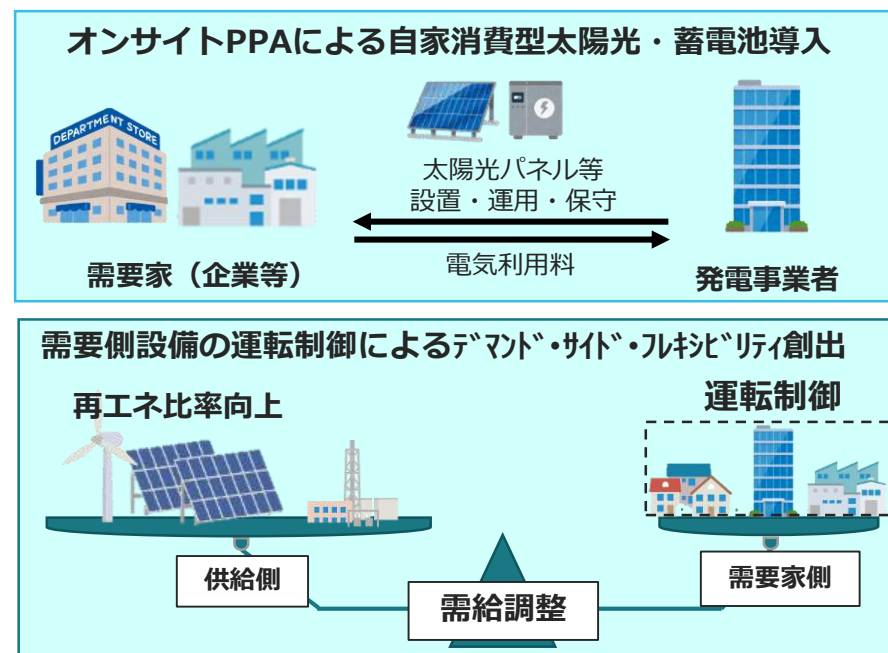 オンサイトPPAによる自家消費型太陽光・蓄電池導入
DEPARTMENT STORE
太陽光パネル等
設置・運用・保守
電気利用料
需要家（企業等）
発電事業者
需要側設備の運転制御によるﾃﾞﾏﾝﾄﾞ・ｻｲﾄﾞ・ﾌﾚｷｼﾋﾞﾘﾃｨ創出
再エネ比率向上
運転制御
供給側
需要家側
需給調整